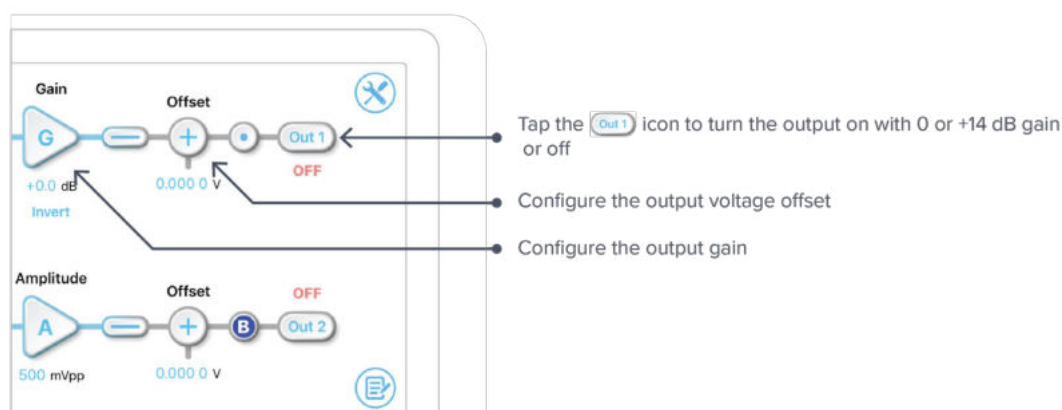 Gain
Offset
G
Out 1
+0.0 dB
0.000 0 V
OFF
Invert
Tap the Out 1 icon to turn the output on with 0 or +14 dB gain
or off
Configure the output voltage offset
Configure the output gain
Amplitude
Offset
OFF
A
B
Out 2
500 mVpp
0.000 0 V